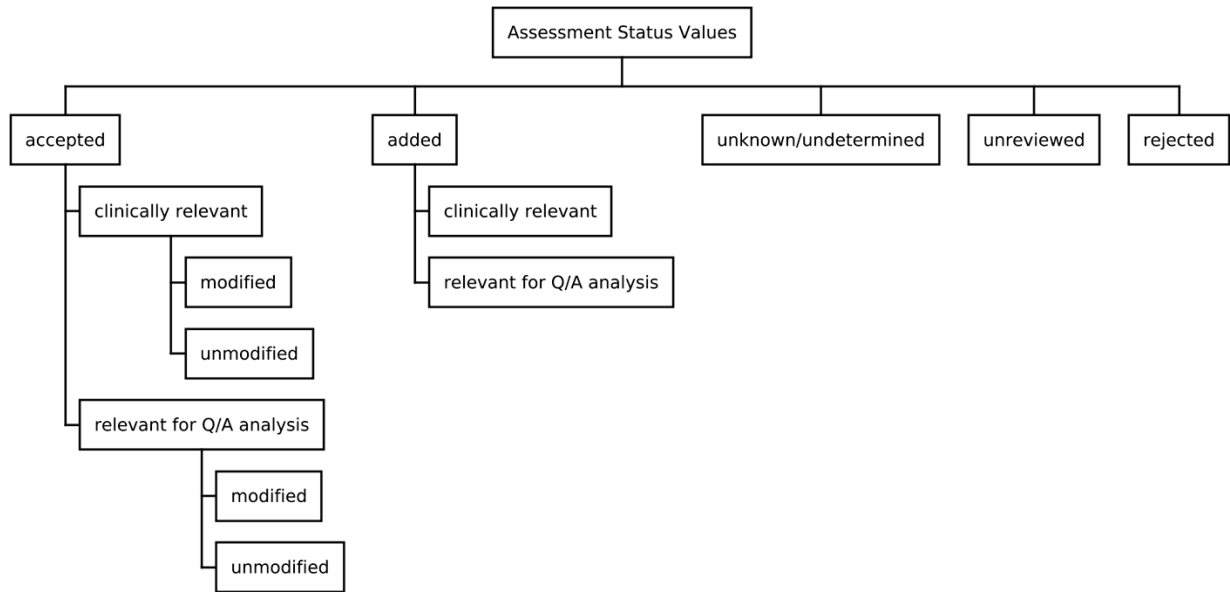 Assessment Status Values
accepted
added
unknown/undetermined
unreviewed
rejected
clinically relevant
modified
unmodified
relevant for Q/A analysis
modified
unmodified
clinically relevant
relevant for Q/A analysis